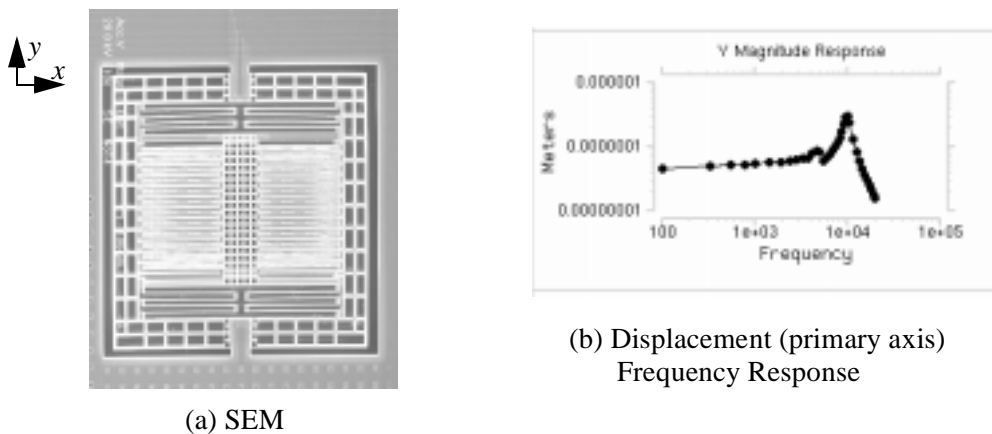 y
x
(a) SEM
Y Magnitude Response
0.000001
0.0000001
0.00000001
Meters
100
1e+03
1e+04
1e+05
Frequency
(b) Displacement (primary axis)
Frequency Response